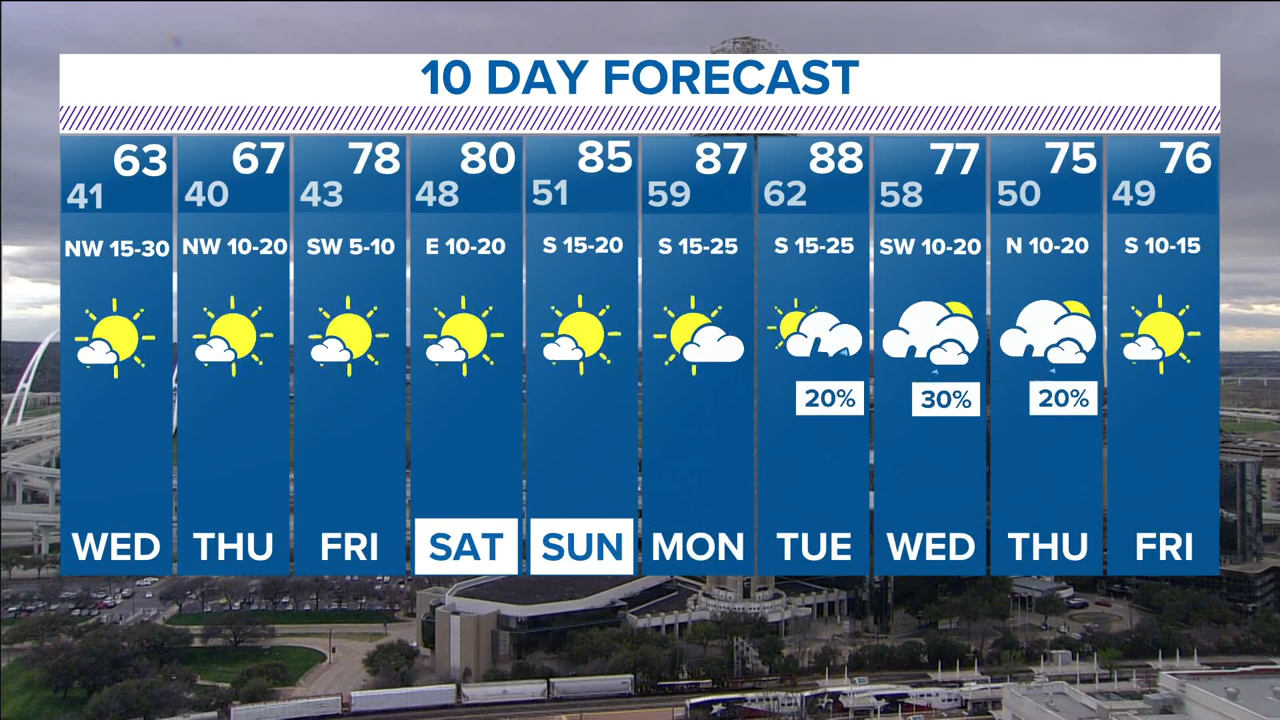 10 DAY FORECAST
63 67 78 80 85 87 88 77 75 76
41 40 43 48 51 59 62 58 50 49
NW 15-30 NW 10-20 SW 5-10 E 10-20 S 15-20 S 15-25 S 15-25 SW 10-20 N 10-20 S 10-15
20% 30% 20%
WED THU FRI SAT SUN MON TUE WED THU FRI